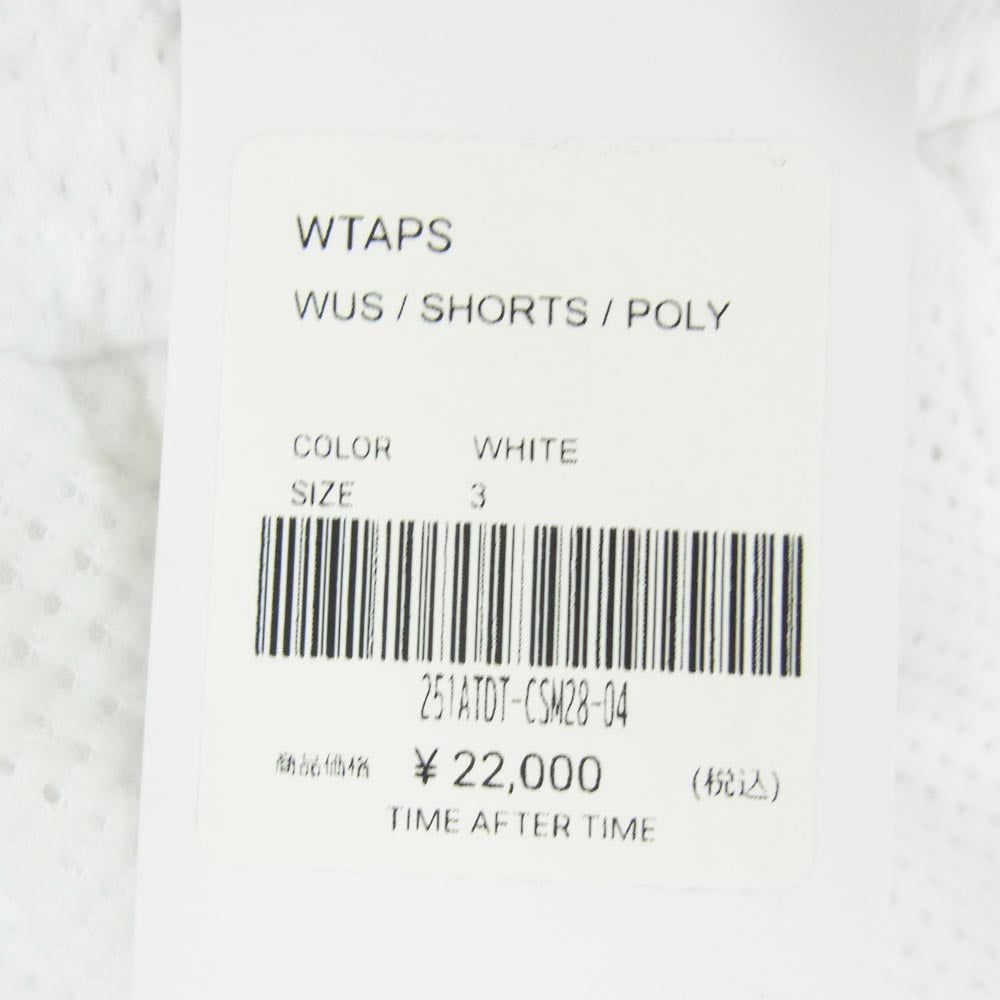 WTAPS
WUS / SHORTS / POLY
COLOR WHITE
SIZE 3
251ATDT-CSM28-04
商品価格 ¥ 22,000 (税込)
TIME AFTER TIME